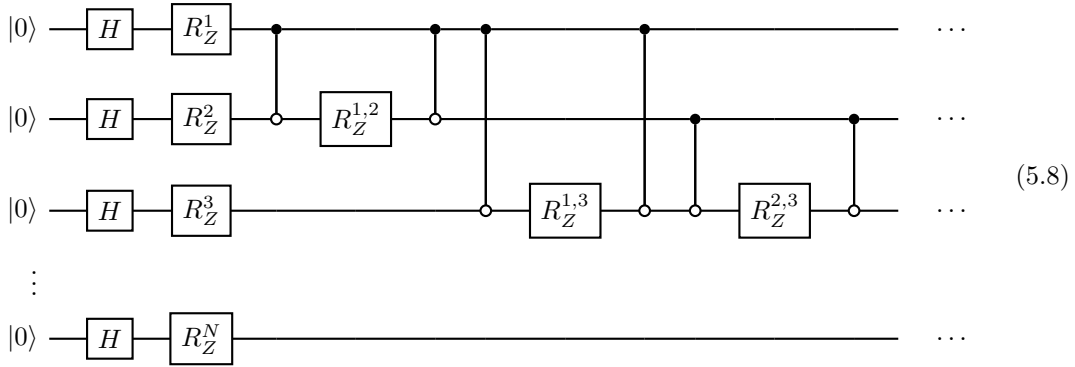 |0⟩ H R_Z^1 ···
|0⟩ H R_Z^2 R_Z^{1,2} ···
(5.8)
|0⟩ H R_Z^3 R_Z^{1,3} R_Z^{2,3} ···
⋮
|0⟩ H R_Z^N ···